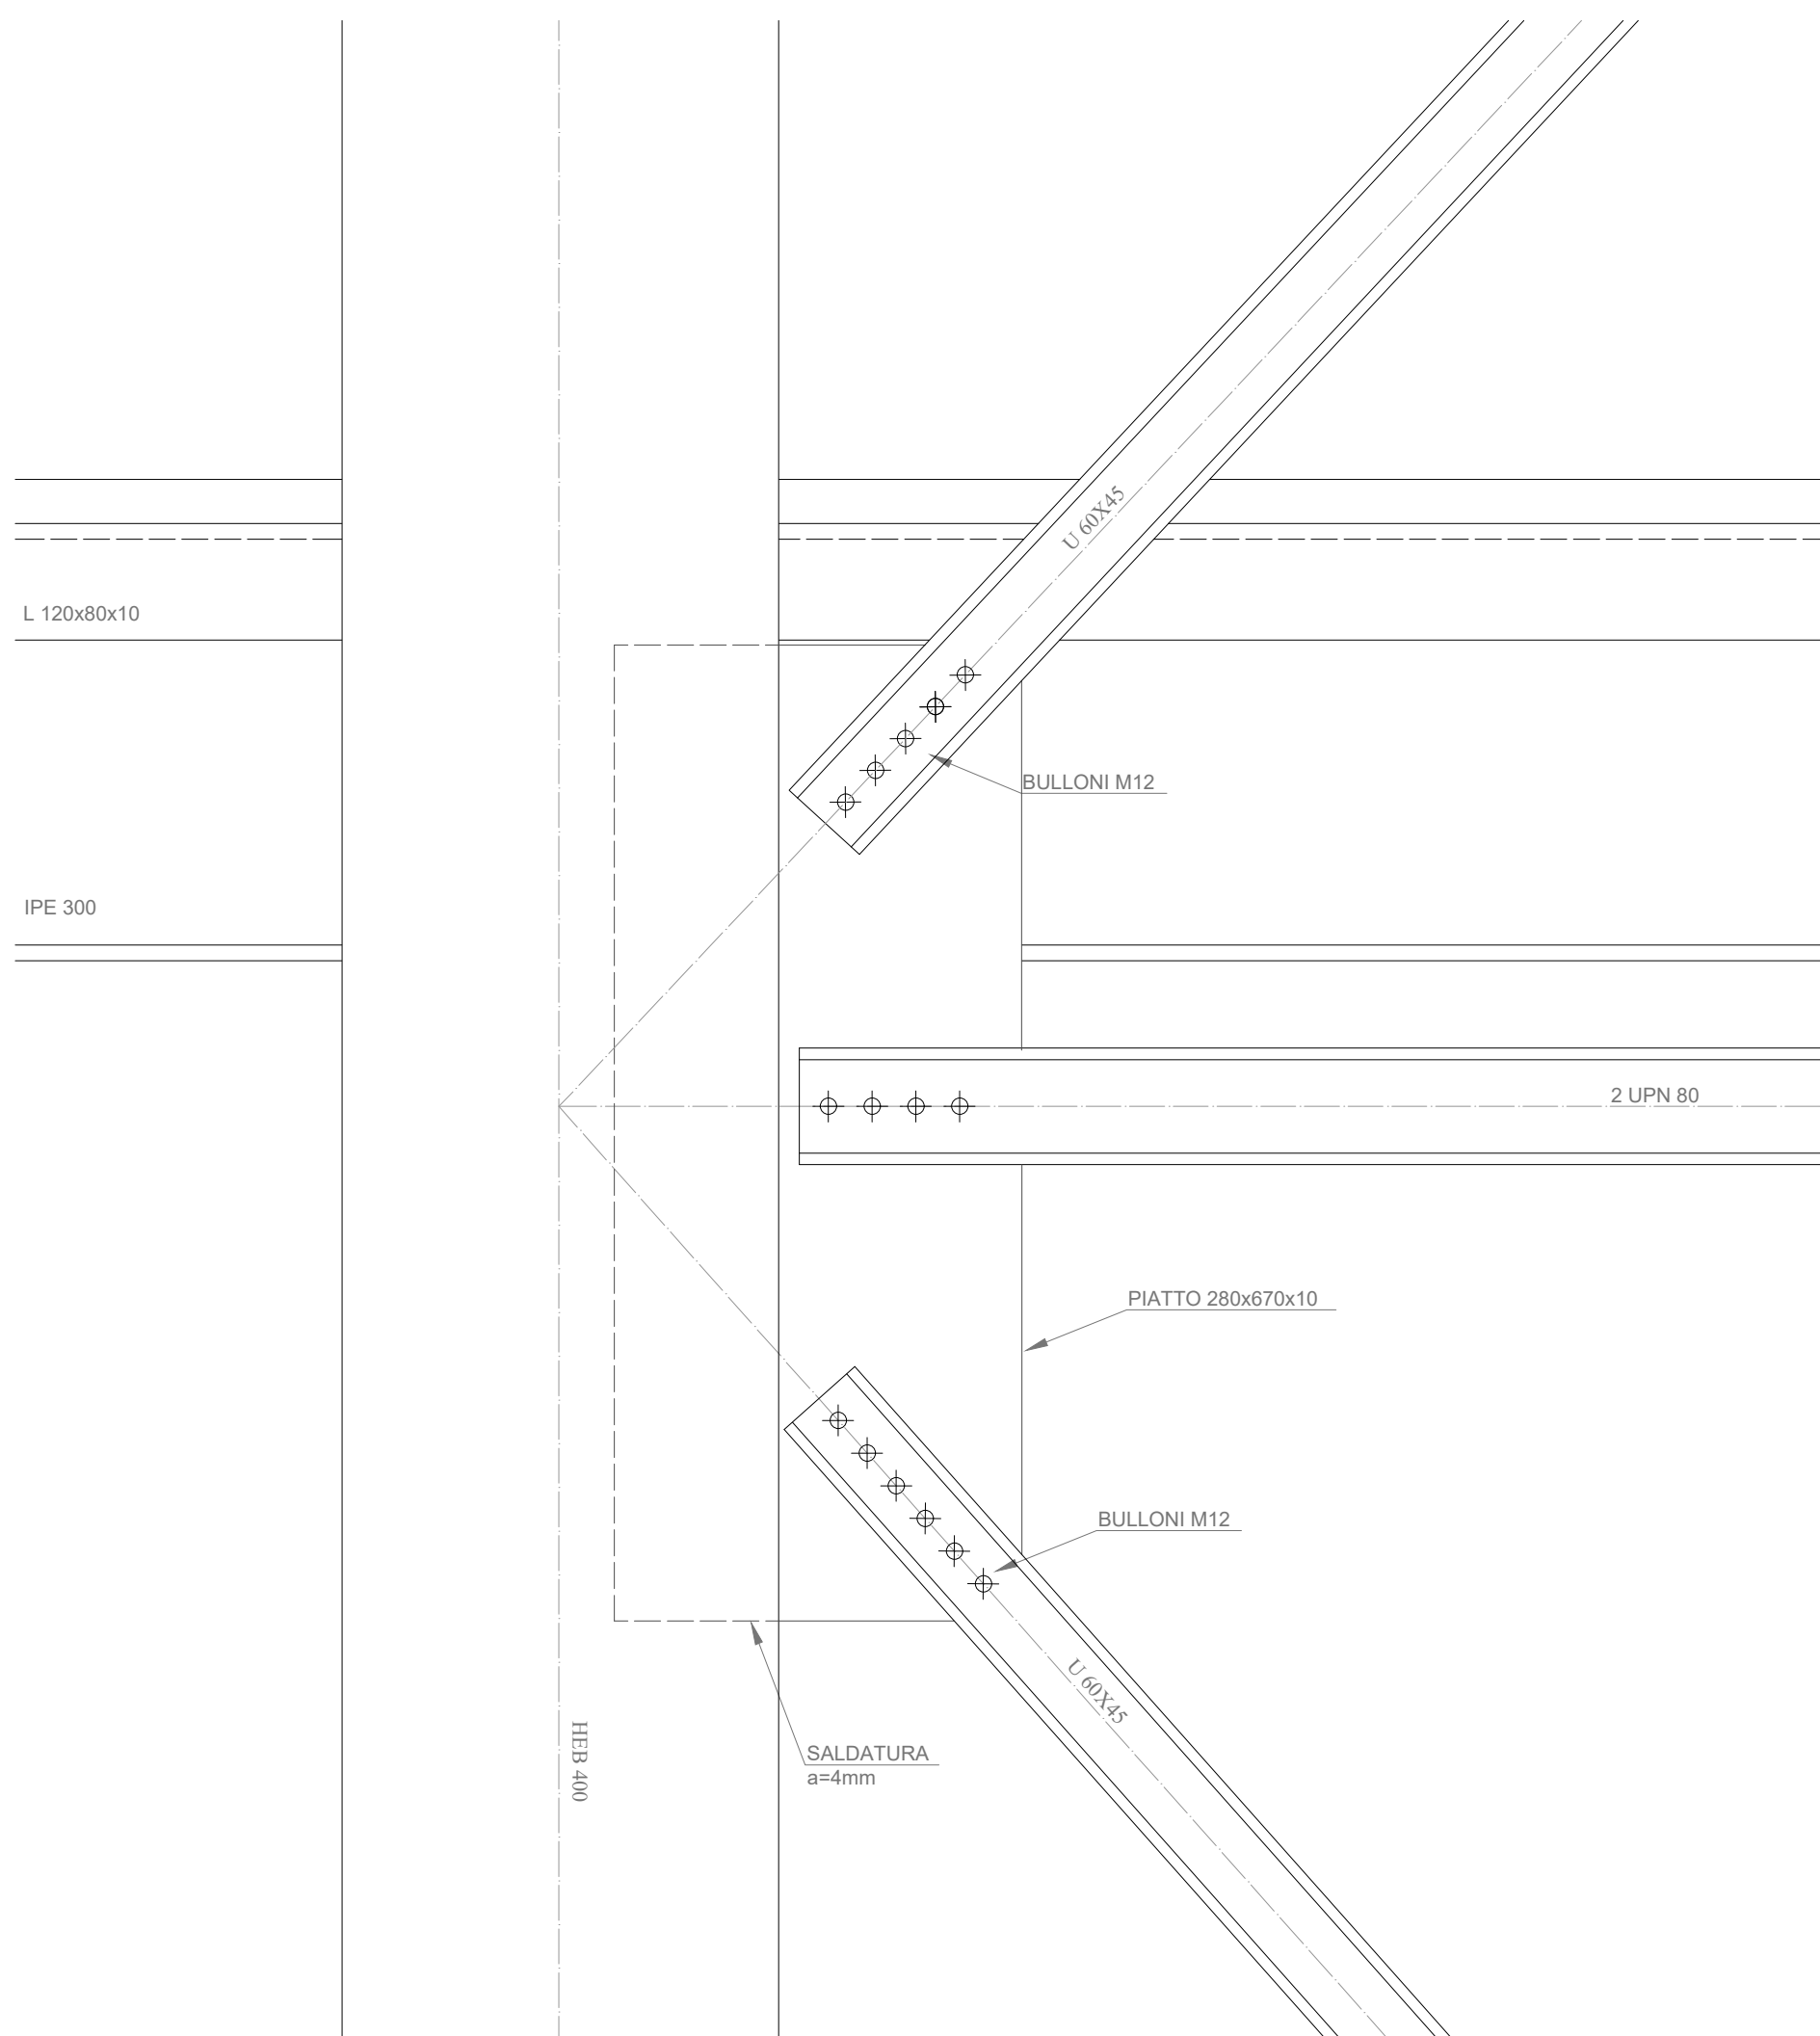 U 60X45
L 120x80x10
BULLONI M12
IPE 300
2 UPN 80
PIATTO 280x670x10
BULLONI M12
U 60X45
HEB 400
SALDATURA
a=4mm